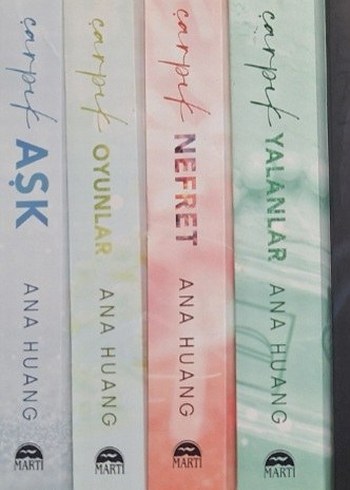 çarpık AŞK
ANA HUANG
MARTI
çarpık OYUNLAR
ANA HUANG
MARTI
çarpık NEFRET
ANA HUANG
MARTI
çarpık YALANLAR
ANA HUANG
MARTI